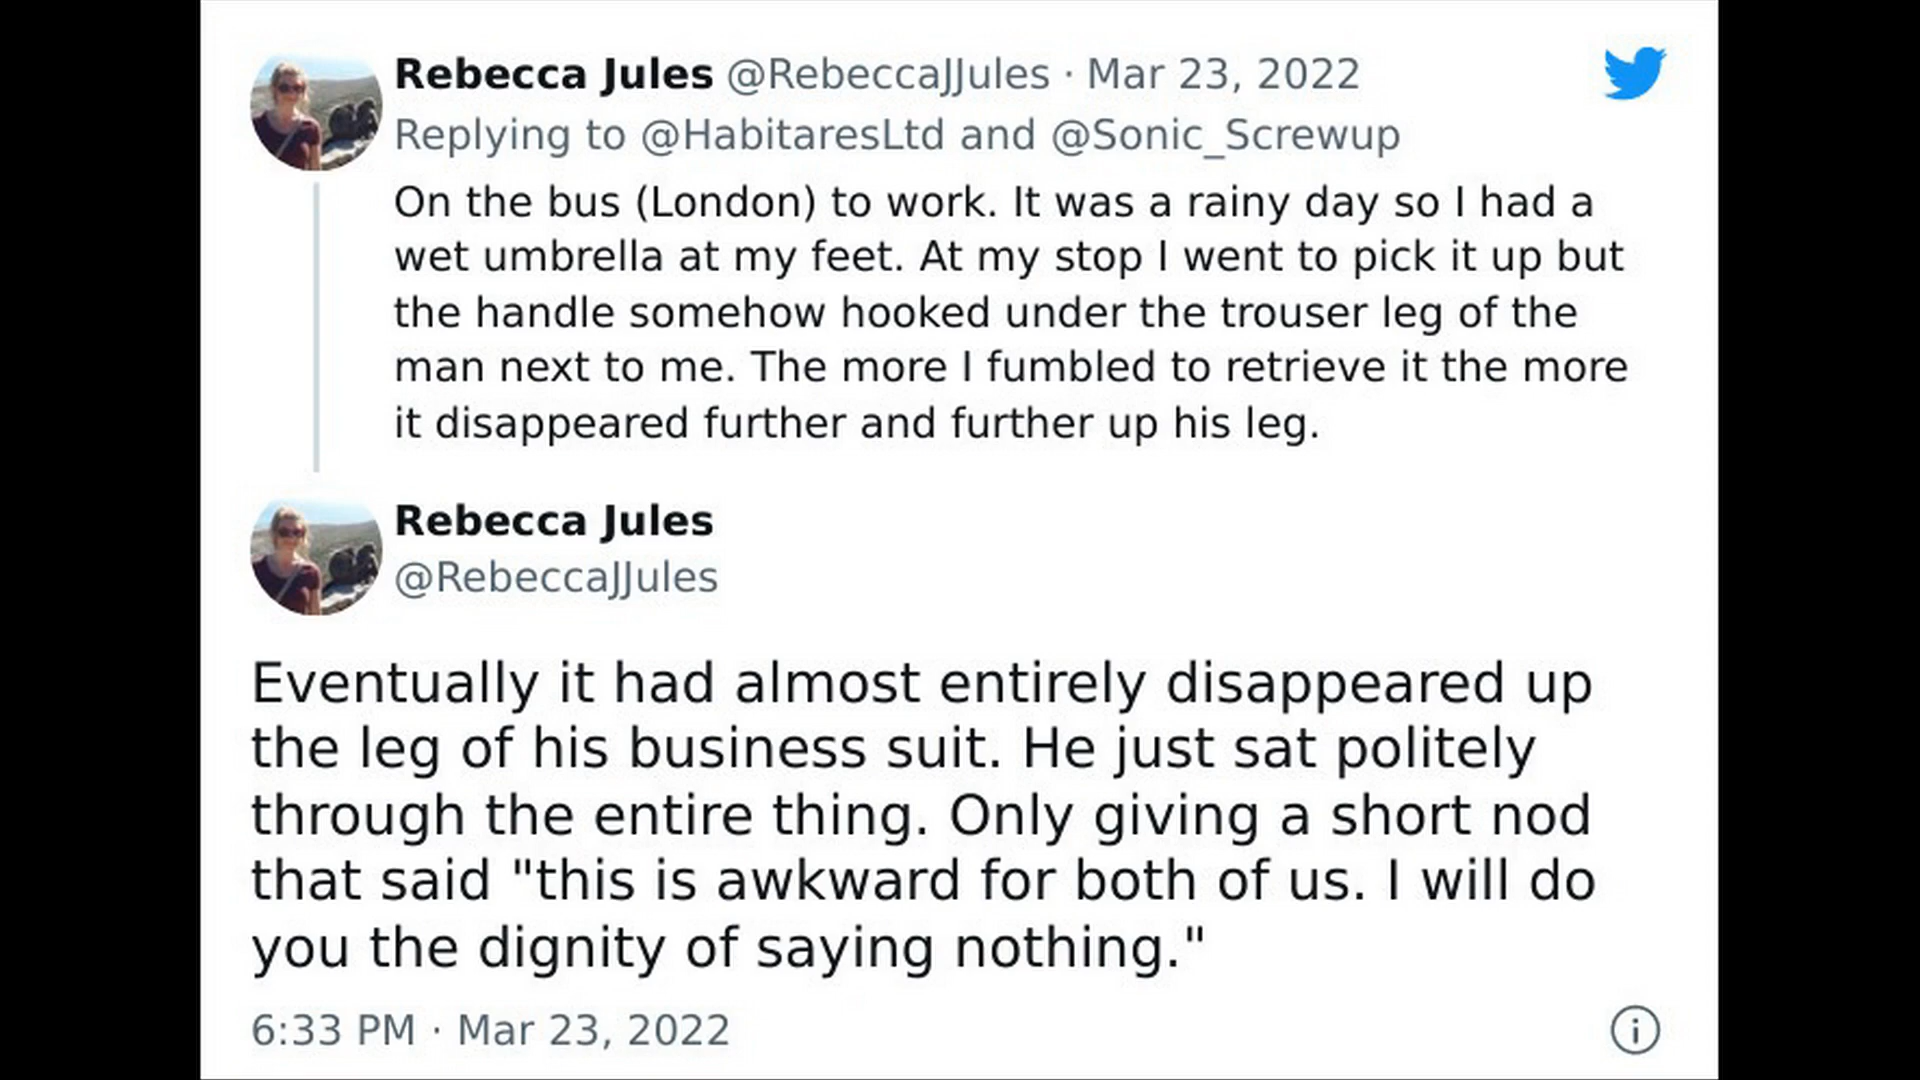 Rebecca Jules @RebeccaJJules · Mar 23, 2022
Replying to @HabitaresLtd and @Sonic_Screwup
On the bus (London) to work. It was a rainy day so I had a
wet umbrella at my feet. At my stop I went to pick it up but
the handle somehow hooked under the trouser leg of the
man next to me. The more I fumbled to retrieve it the more
it disappeared further and further up his leg.
Rebecca Jules
@RebeccaJJules
Eventually it had almost entirely disappeared up
the leg of his business suit. He just sat politely
through the entire thing. Only giving a short nod
that said "this is awkward for both of us. I will do
you the dignity of saying nothing."
6:33 PM · Mar 23, 2022